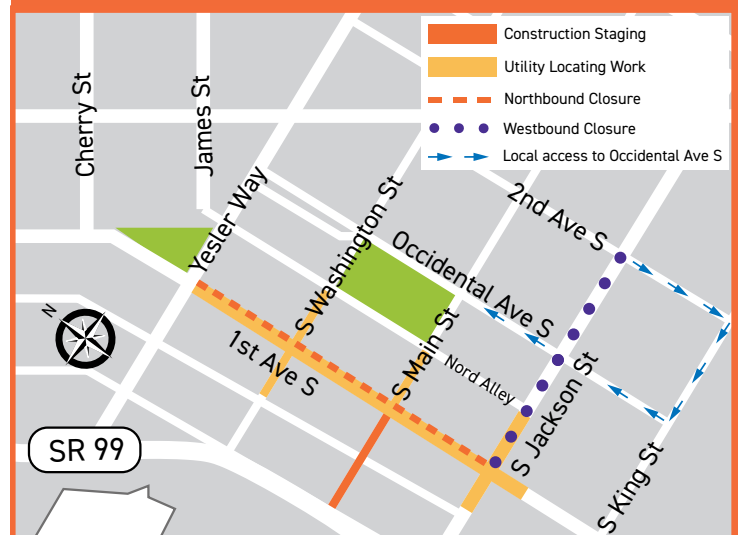 Construction Staging
Utility Locating Work
Northbound Closure
Westbound Closure
Local access to Occidental Ave S
Cherry St
James St
Yesler Way
S Washington St
Occidental Ave S
2nd Ave S
1st Ave S
S Main St
Nord Alley
S Jackson St
S King St
N
SR 99